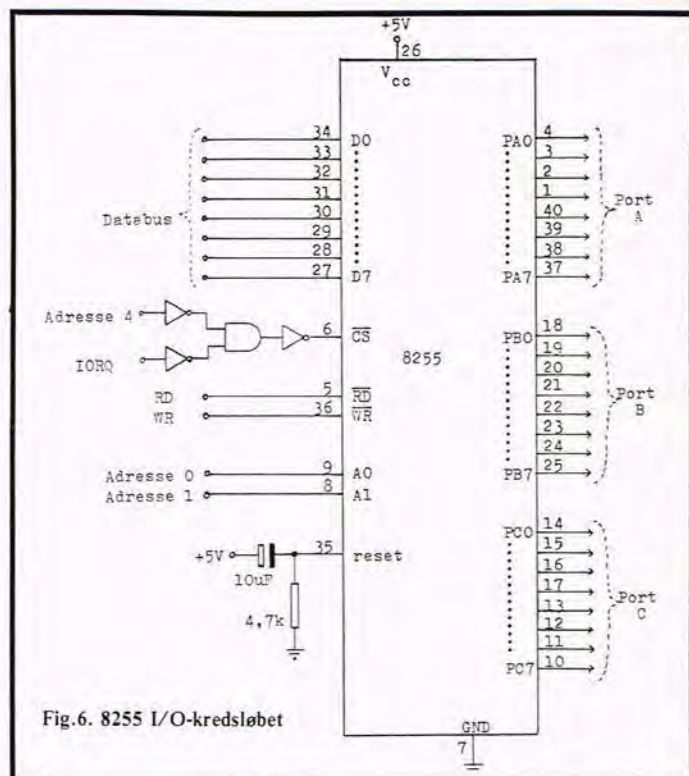 +5V
26
Vcc
34 D0
33
32
31
30
29
28
27 D7
Databus
Adresse 4
IORQ
6 CS
RD 5 RD
WR 36 WR
Adresse 0 9 A0
Adresse 1 8 A1
+5V 35 reset
10uF
4,7k
8255
PA0 4
3
2
1
40
39
38
PA7 37
Port
A
PB0 18
19
20
21
22
23
24
PB7 25
Port
B
PC0 14
15
16
17
13
12
11
PC7 10
Port
C
GND
7
Fig.6. 8255 I/O-kredsløbet